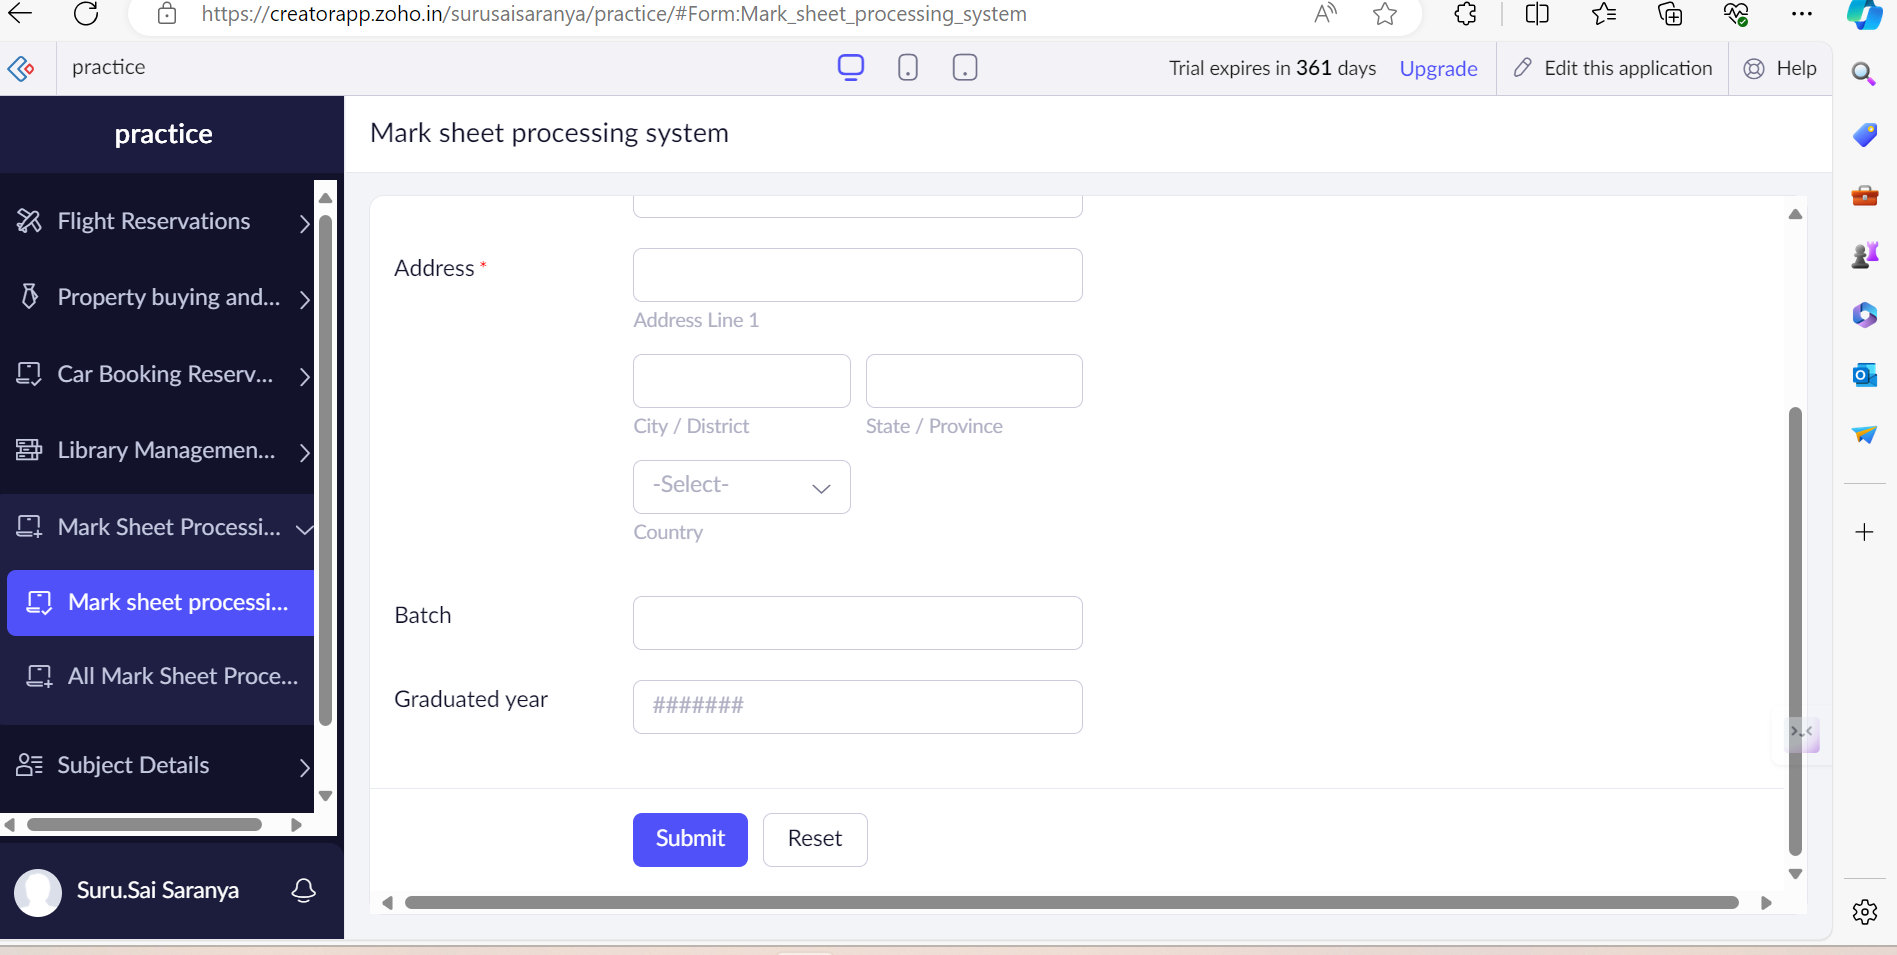 https://creatorapp.zoho.in/surusaisaranya/practice/#Form:Mark_sheet_processing_system
practice
Trial expires in 361 days
Upgrade
Edit this application
Help
practice
Flight Reservations
Property buying and...
Car Booking Reserv...
Library Managemen...
Mark Sheet Processi...
Mark sheet processi...
All Mark Sheet Proce...
Subject Details
Suru.Sai Saranya
Mark sheet processing system
Address *
Address Line 1
City / District
State / Province
-Select-
Country
Batch
Graduated year
#######
Submit
Reset